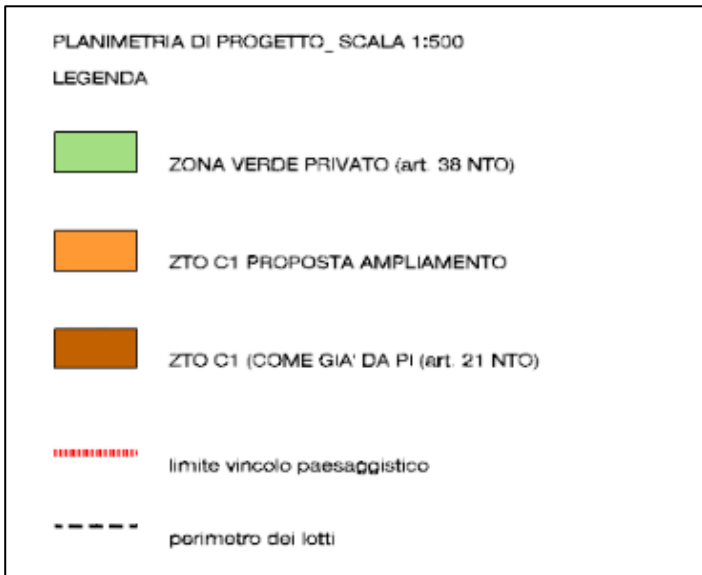 PLANIMETRIA DI PROGETTO_ SCALA 1:500
LEGENDA
ZONA VERDE PRIVATO (art. 38 NTO)
ZTO C1 PROPOSTA AMPLIAMENTO
ZTO C1 (COME GIA' DA PI (art. 21 NTO)
limite vincolo paesaggistico
perimetro dei lotti